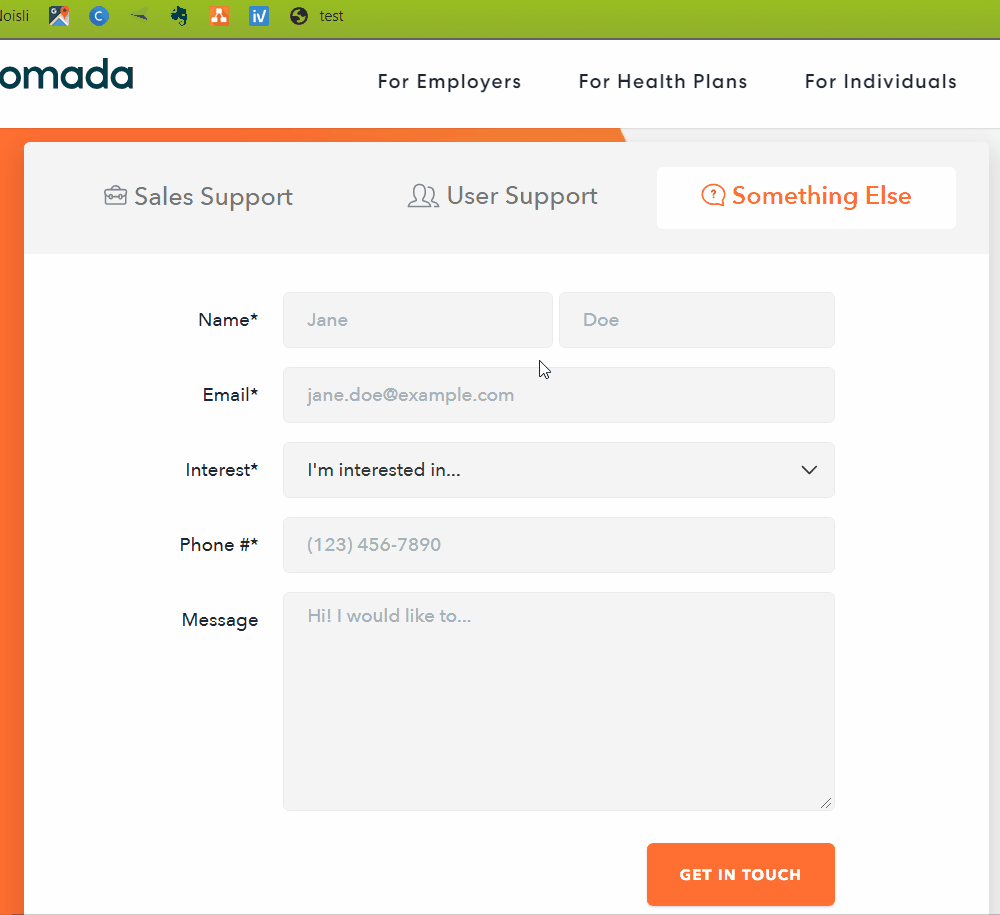 test
omada
For Employers For Health Plans For Individuals
Sales Support User Support Something Else
Name* Jane Doe
Email* jane.doe@example.com
Interest* I'm interested in...
Phone #* (123) 456-7890
Message Hi! I would like to...
GET IN TOUCH